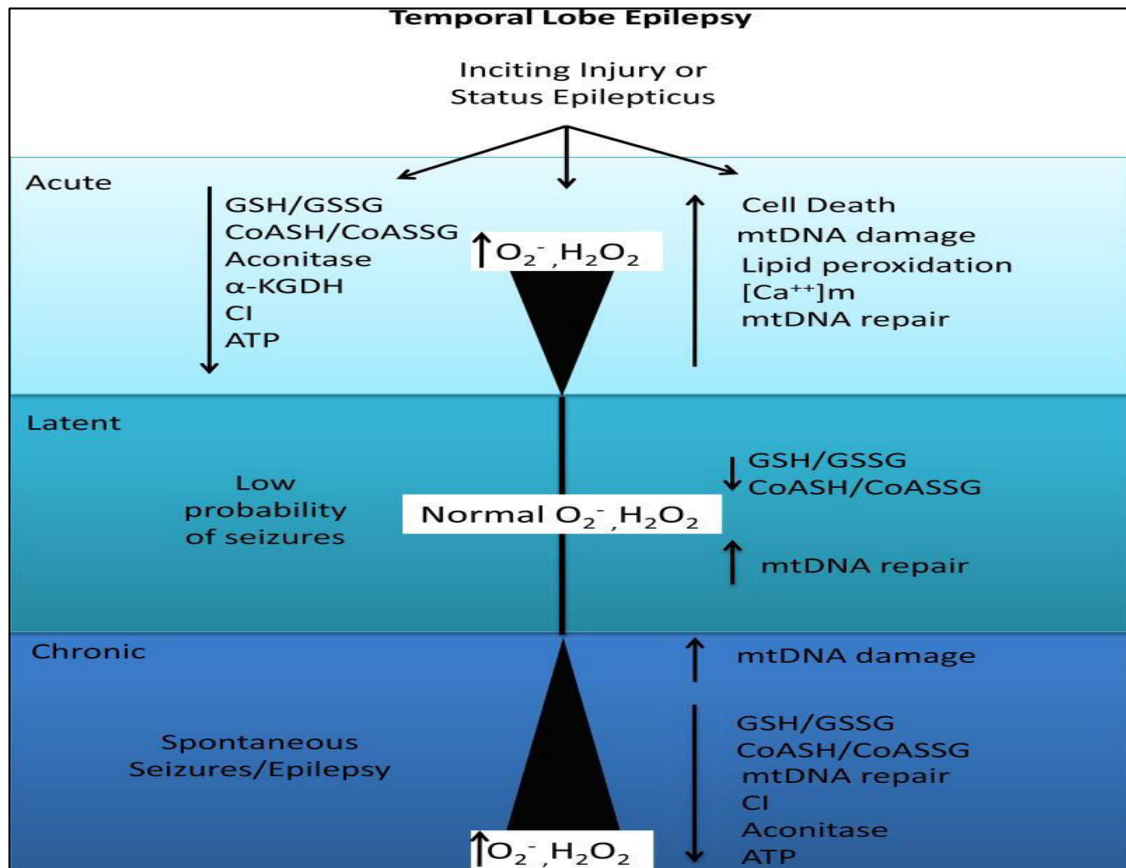 Temporal Lobe Epilepsy
Inciting Injury or
Status Epilepticus
Acute
GSH/GSSG
CoASH/CoASSG
Aconitase
α-KGDH
CI
ATP
↑O₂⁻,H₂O₂
Cell Death
mtDNA damage
Lipid peroxidation
[Ca⁺⁺]m
mtDNA repair
Latent
Low
probability
of seizures
Normal O₂⁻,H₂O₂
GSH/GSSG
CoASH/CoASSG
mtDNA repair
Chronic
Spontaneous
Seizures/Epilepsy
↑O₂⁻,H₂O₂
mtDNA damage
GSH/GSSG
CoASH/CoASSG
mtDNA repair
CI
Aconitase
ATP